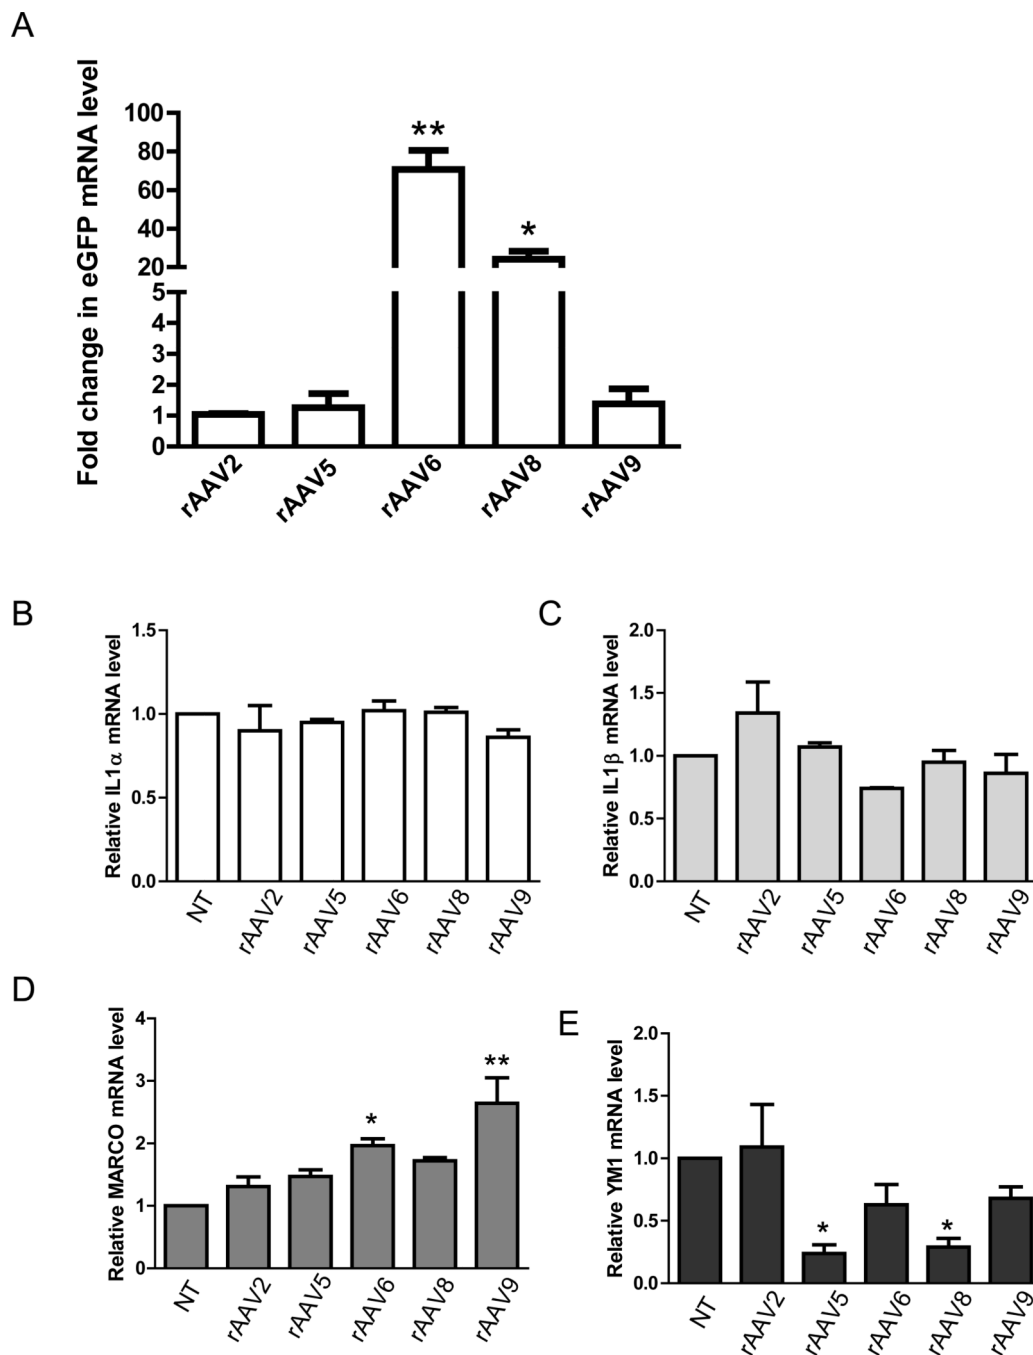 A
Fold change in eGFP mRNA level
100
80
60
40
20
5
4
3
2
1
0
**
*
rAAV2
rAAV5
rAAV6
rAAV8
rAAV9
B
Relative IL1α mRNA level
1.5
1.0
0.5
0.0
NT
rAAV2
rAAV5
rAAV6
rAAV8
rAAV9
C
Relative IL1β mRNA level
2.0
1.5
1.0
0.5
0.0
NT
rAAV2
rAAV5
rAAV6
rAAV8
rAAV9
D
Relative MARCO mRNA level
4
3
2
1
0
*
**
NT
rAAV2
rAAV5
rAAV6
rAAV8
rAAV9
E
Relative YM1 mRNA level
2.0
1.5
1.0
0.5
0.0
*
*
NT
rAAV2
rAAV5
rAAV6
rAAV8
rAAV9